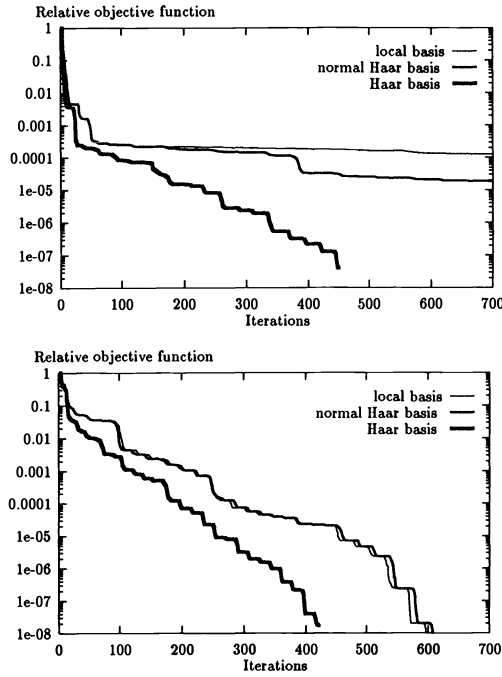 Relative objective function
1
0.1
0.01
0.001
0.0001
1e-05
1e-06
1e-07
1e-08
local basis
normal Haar basis
Haar basis
0 100 200 300 400 500 600 700
Iterations
Relative objective function
1
0.1
0.01
0.001
0.0001
1e-05
1e-06
1e-07
1e-08
local basis
normal Haar basis
Haar basis
0 100 200 300 400 500 600 700
Iterations